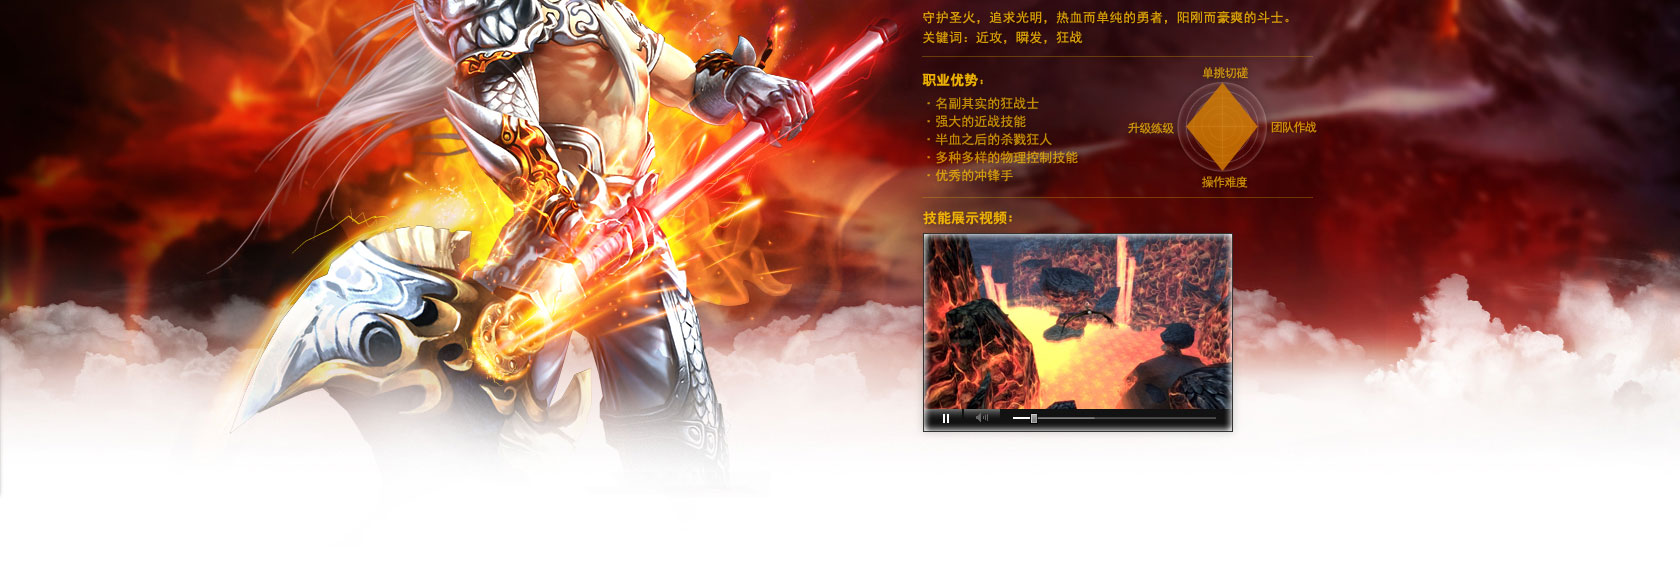 守护圣火，追求光明，热血而单纯的勇者，阳刚而豪爽的斗士。
关键词：近攻，瞬发，狂战
职业优势：
·名副其实的狂战士
·强大的近战技能
·半血之后的杀戮狂人
·多种多样的物理控制技能
·优秀的冲锋手
单挑切磋
升级练级
团队作战
操作难度
技能展示视频：